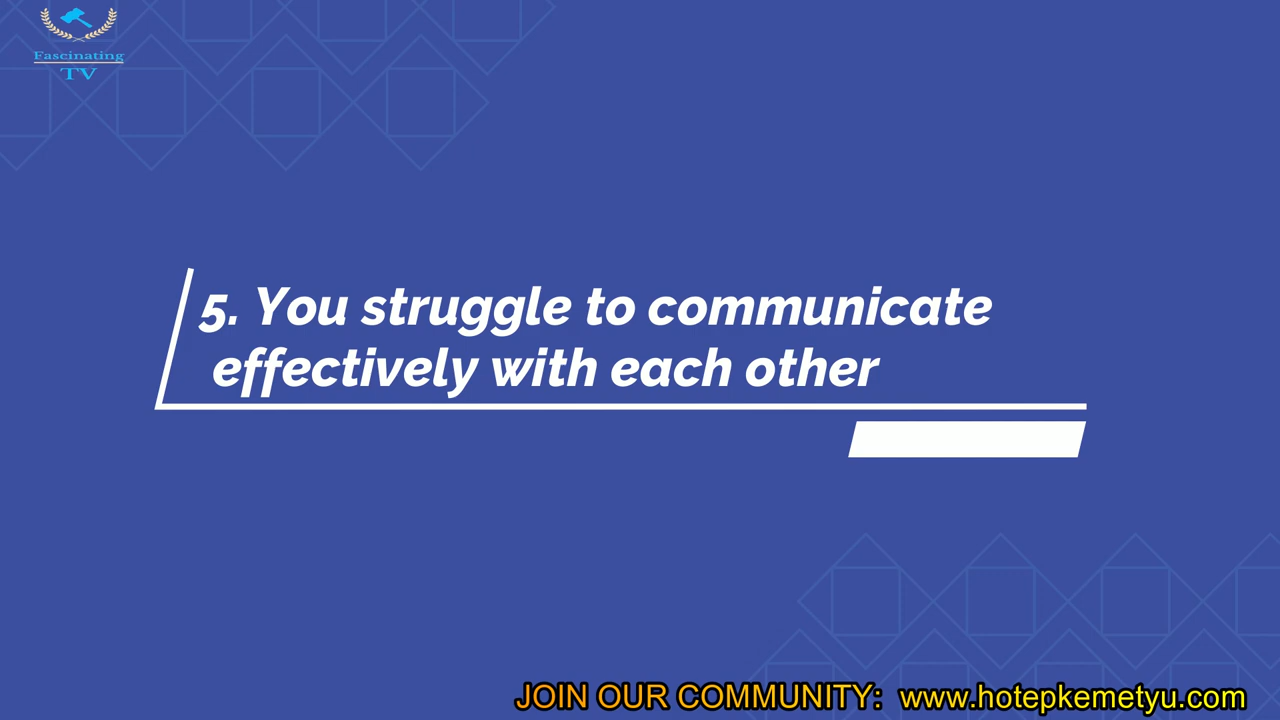 Fascinating
TV
5. You struggle to communicate
effectively with each other
JOIN OUR COMMUNITY: www.hotepkemetyu.com